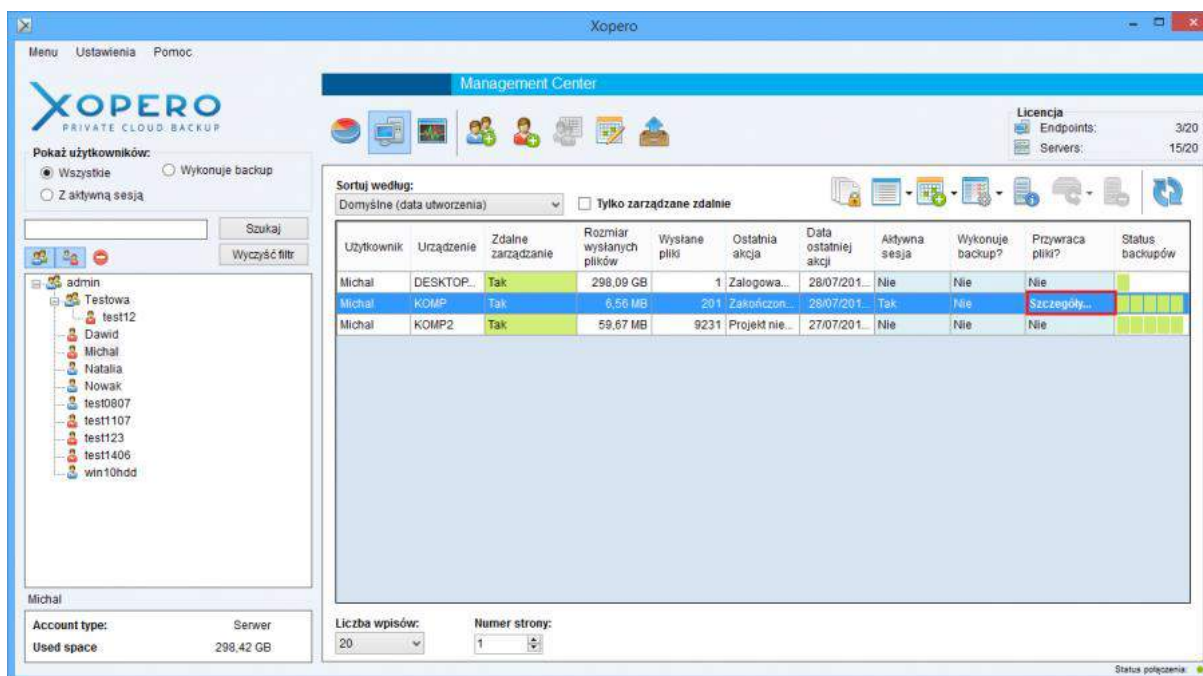 Xopero
Menu Ustawienia Pomoc
XOPERO
PRIVATE CLOUD BACKUP
Pokaż użytkowników:
Wszystkie Wykonuje backup
Z aktywną sesją
Szukaj
Wyczyść filtr
admin
Testowa
test12
Dawid
Michal
Natalia
Nowak
test0807
test1107
test123
test1406
win10hdd
Michal
Account type: Serwer
Used space 298,42 GB
Management Center
Licencja
Endpoints: 3/20
Servers: 15/20
Sortuj według:
Domyślne (data utworzenia) Tylko zarządzane zdalnie
Użytkownik Urządzenie Zdalne zarządzanie Rozmiar wysłanych plików Wysłane pliki Ostatnia akcja Data ostatniej akcji Aktywna sesja Wykonuje backup? Przywraca pliki? Status backupów
Michal DESKTOP... Tak 298,09 GB 1 Zalogowa... 28/07/201... Nie Nie Nie
Michal KOMP Tak 6,56 MB 201 Zakończon... 28/07/201... Tak Nie Szczegóły...
Michal KOMP2 Tak 59,67 MB 9231 Projekt nie... 27/07/201... Nie Nie Nie
Liczba wpisów: Numer strony:
20 1
Status połączenia: